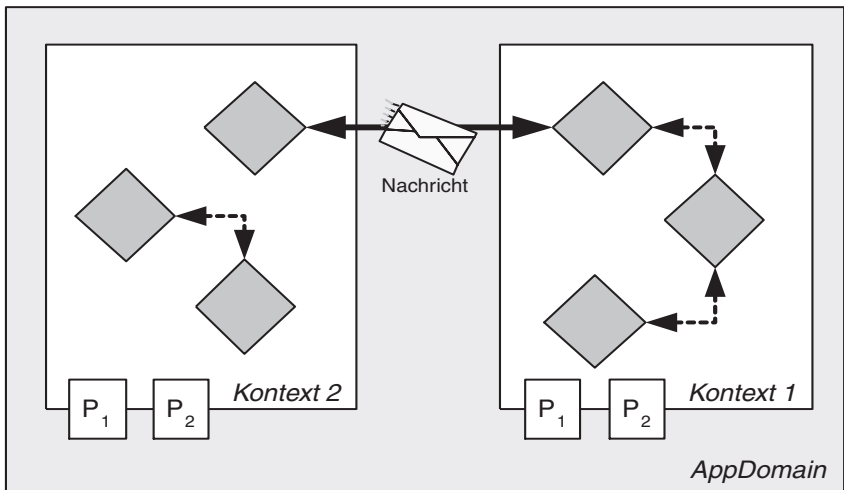 Nachricht
Kontext 2
P1
P2
Kontext 1
P1
P2
AppDomain